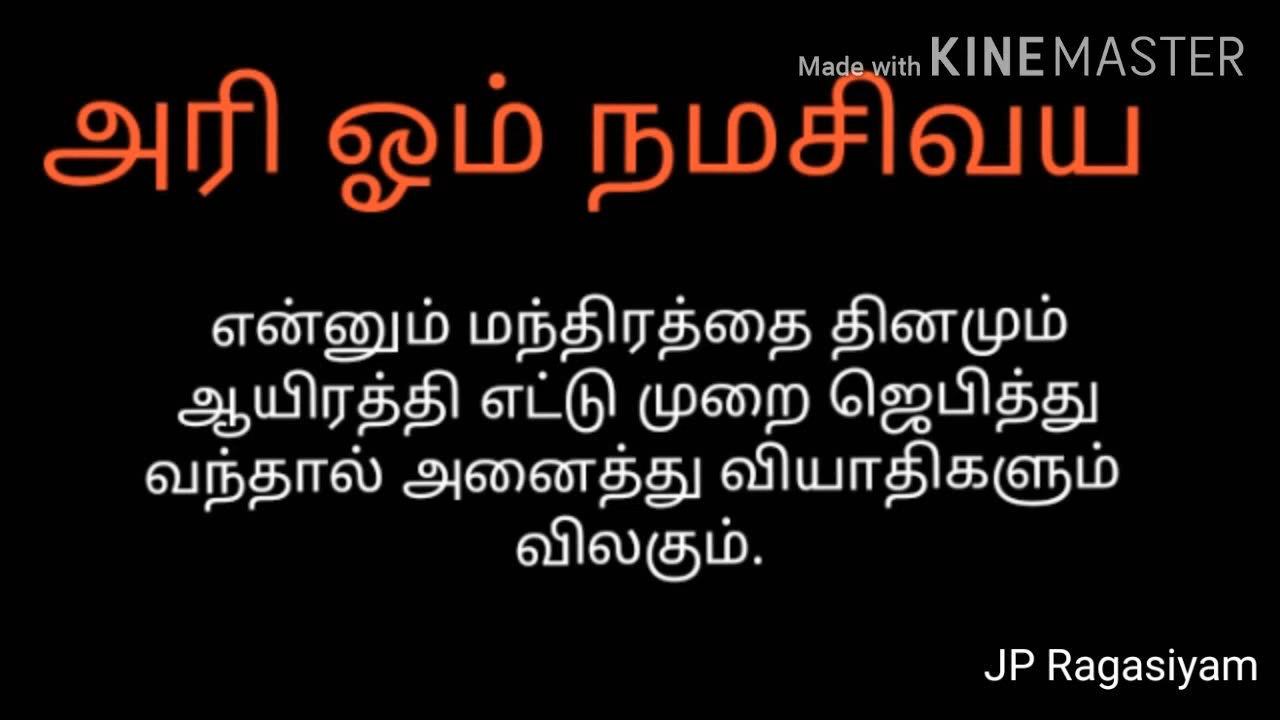 Made with KINEMASTER
அரி ஓம் நமசிவய
என்னும் மந்திரத்தை தினமும்
ஆயிரத்தி எட்டு முறை ஜெபித்து
வந்தால் அனைத்து வியாதிகளும்
விலகும்.
JP Ragasiyam